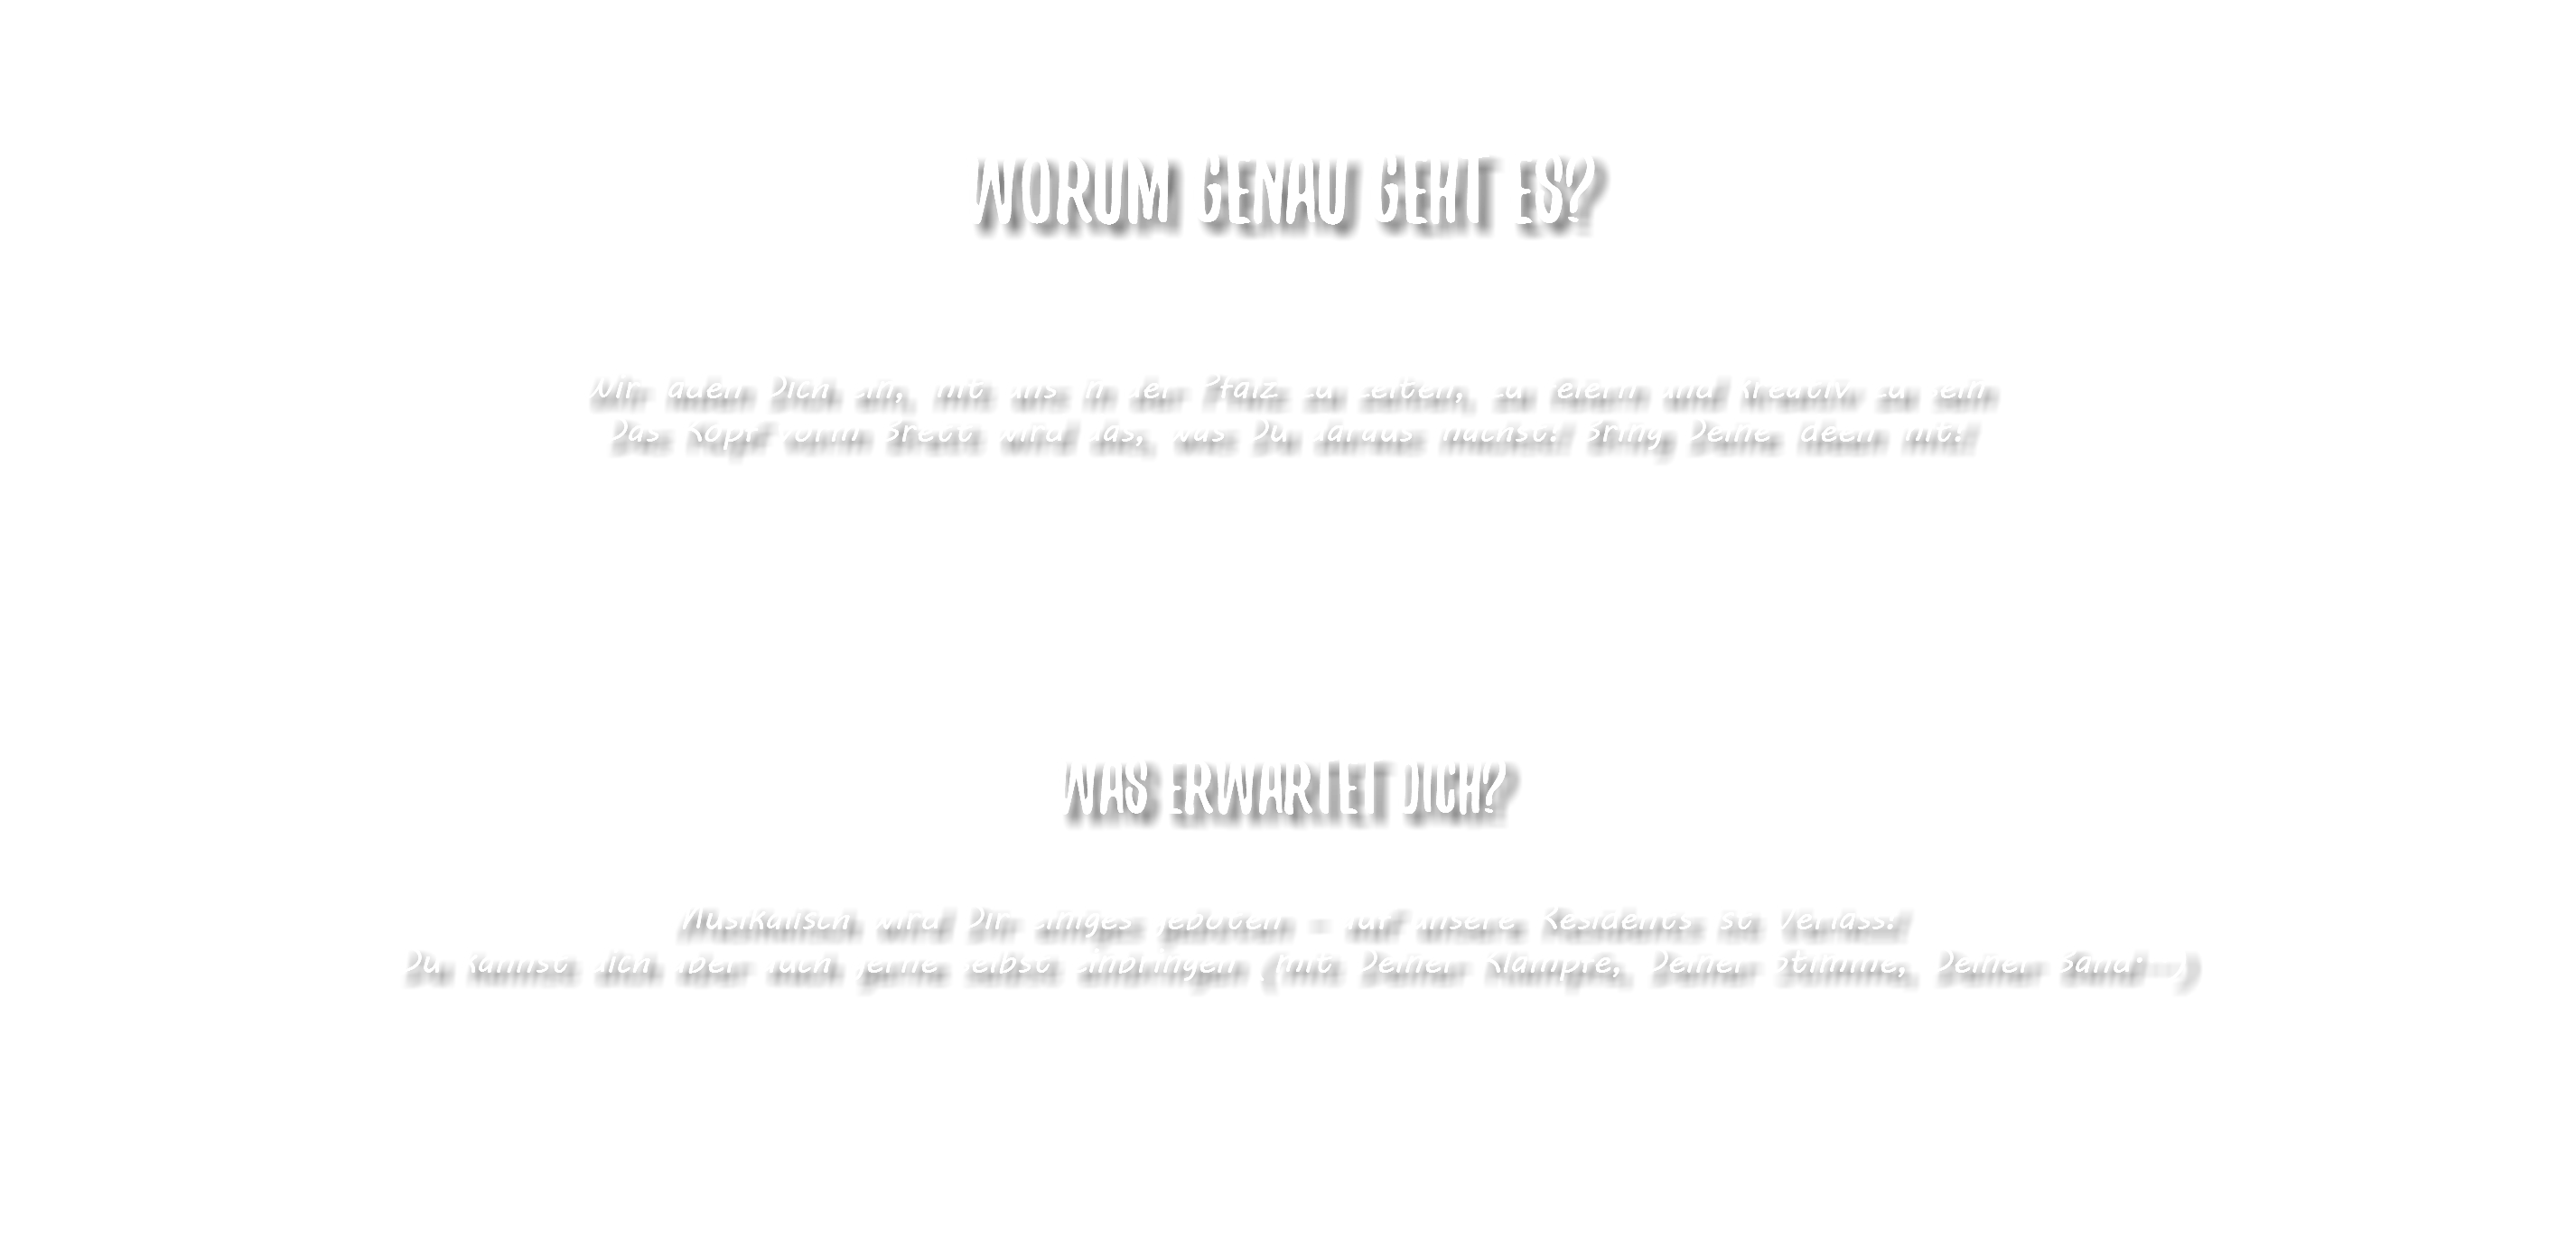 WORUM GENAU GEHT ES?
Wir laden Dich ein, mit uns in der Pfalz zu zelten, zu feiern und kreativ zu sein
Das Kopf vorm Brett wird das, was Du daraus machst! Bring Deine Ideen mit!
WAS ERWARTET DICH?
Musikalisch wird Dir einiges geboten - auf unsere Residents ist Verlass!
Du kannst dich aber auch gerne selbst einbringen (mit Deiner Klampfe, Deiner Stimme, Deiner Band...)